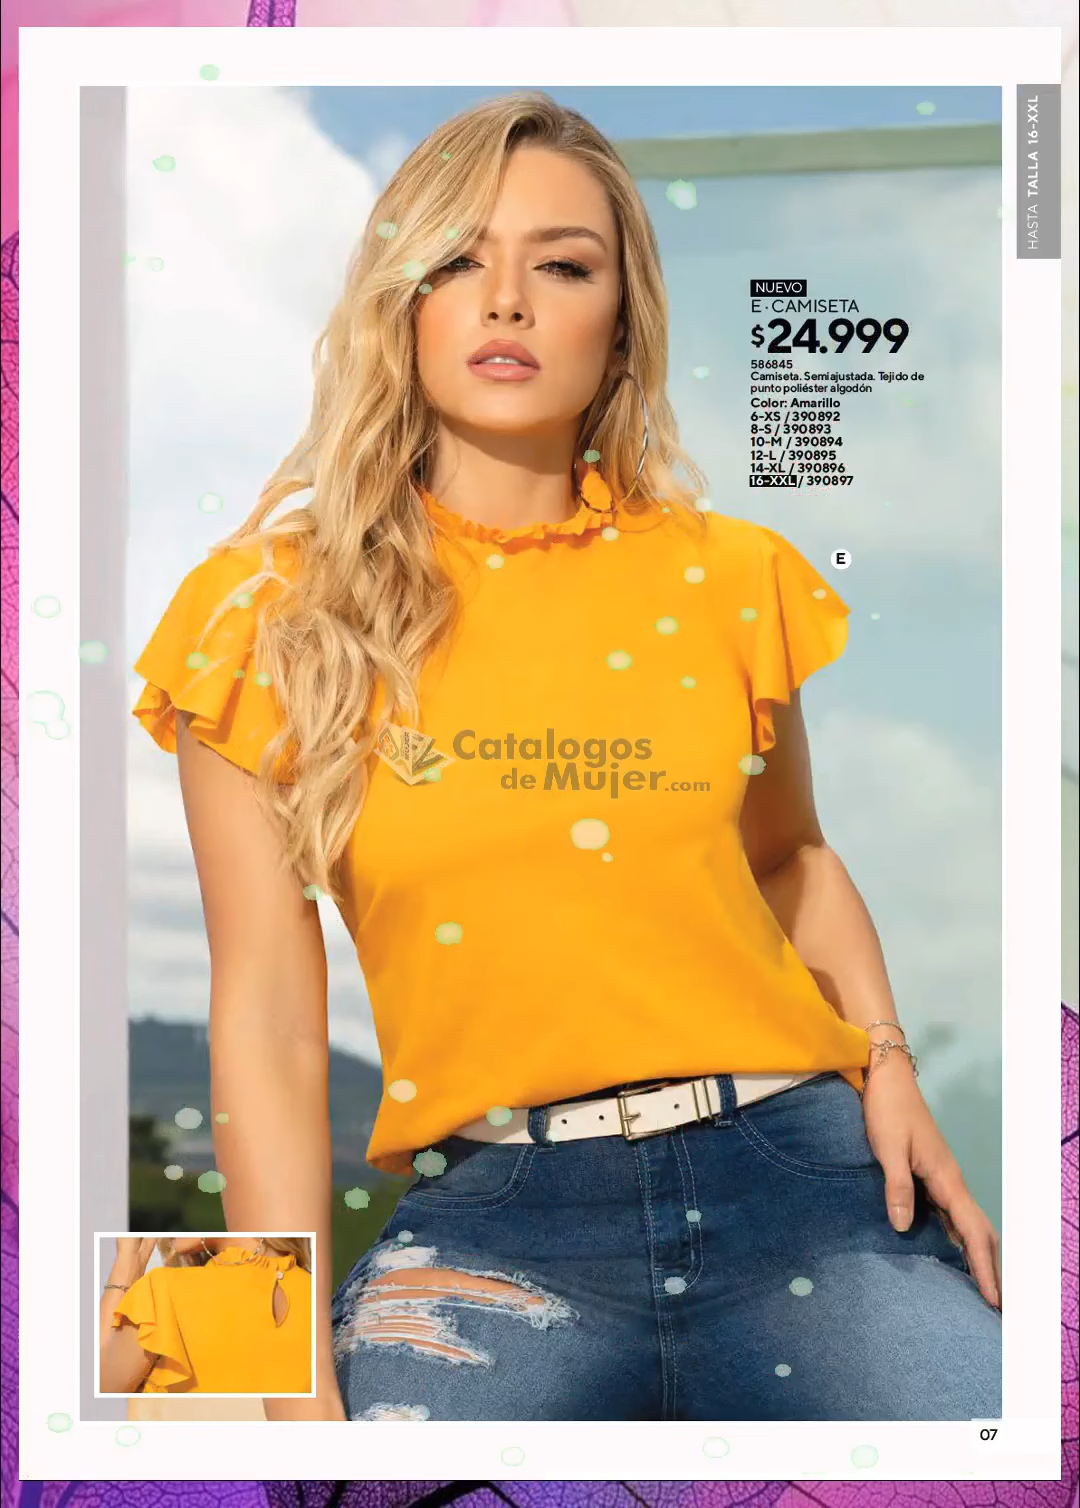 HASTA TALLA 16-XXL
NUEVO
E · CAMISETA
$24.999
586845
Camiseta. Semiajustada. Tejido de
punto poliéster algodón
Color: Amarillo
6-XS / 390892
8-S / 390893
10-M / 390894
12-L / 390895
14-XL / 390896
16-XXL / 390897
E
Catalogos
de Mujer.com
07